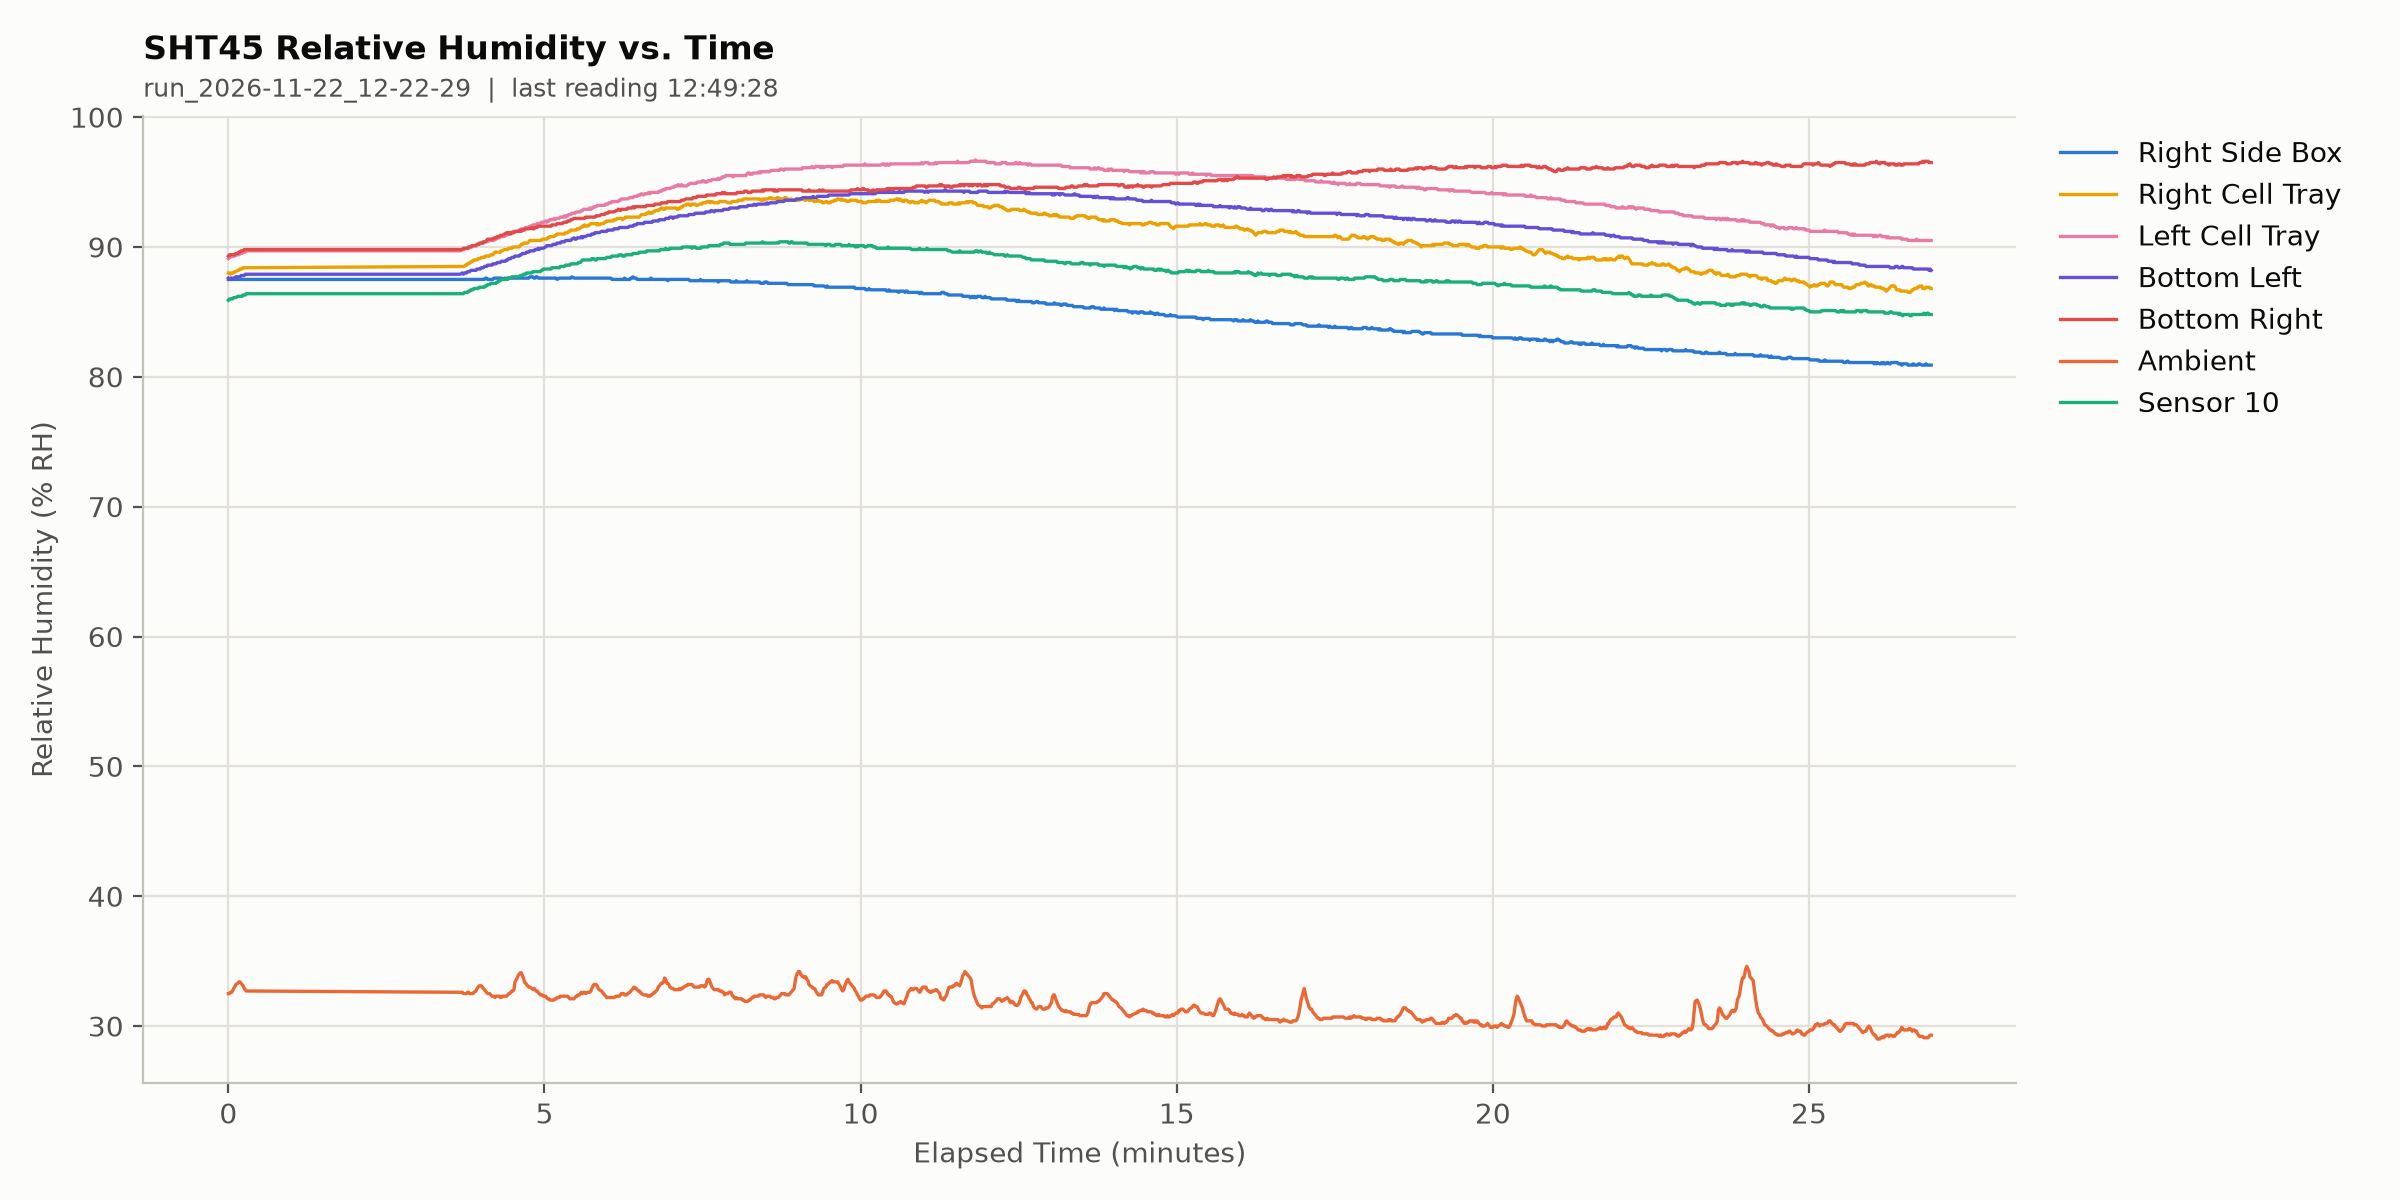 SHT45 Relative Humidity vs. Time
run_2026-11-22_12-22-29 | last reading 12:49:28
Relative Humidity (% RH)
100
90
80
70
60
50
40
30
0 5 10 15 20 25
Elapsed Time (minutes)
Right Side Box
Right Cell Tray
Left Cell Tray
Bottom Left
Bottom Right
Ambient
Sensor 10